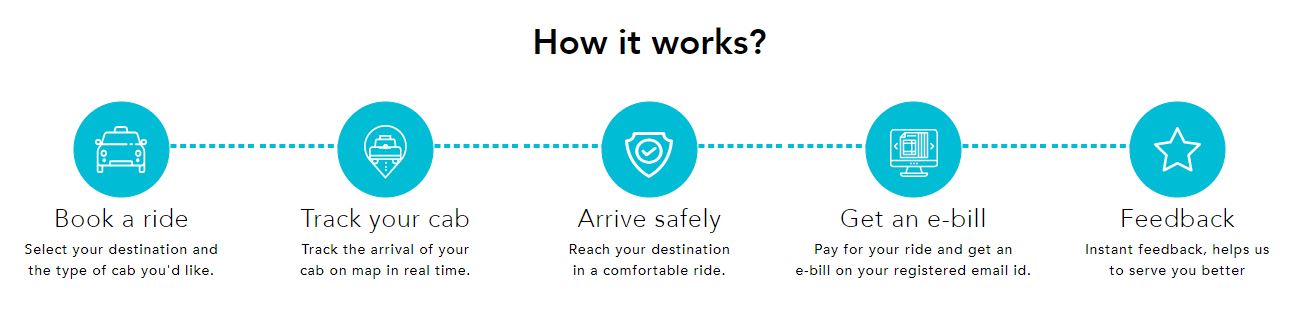 How it works?
Book a ride
Select your destination and
the type of cab you'd like.
Track your cab
Track the arrival of your
cab on map in real time.
Arrive safely
Reach your destination
in a comfortable ride.
Get an e-bill
Pay for your ride and get an
e-bill on your registered email id.
Feedback
Instant feedback, helps us
to serve you better